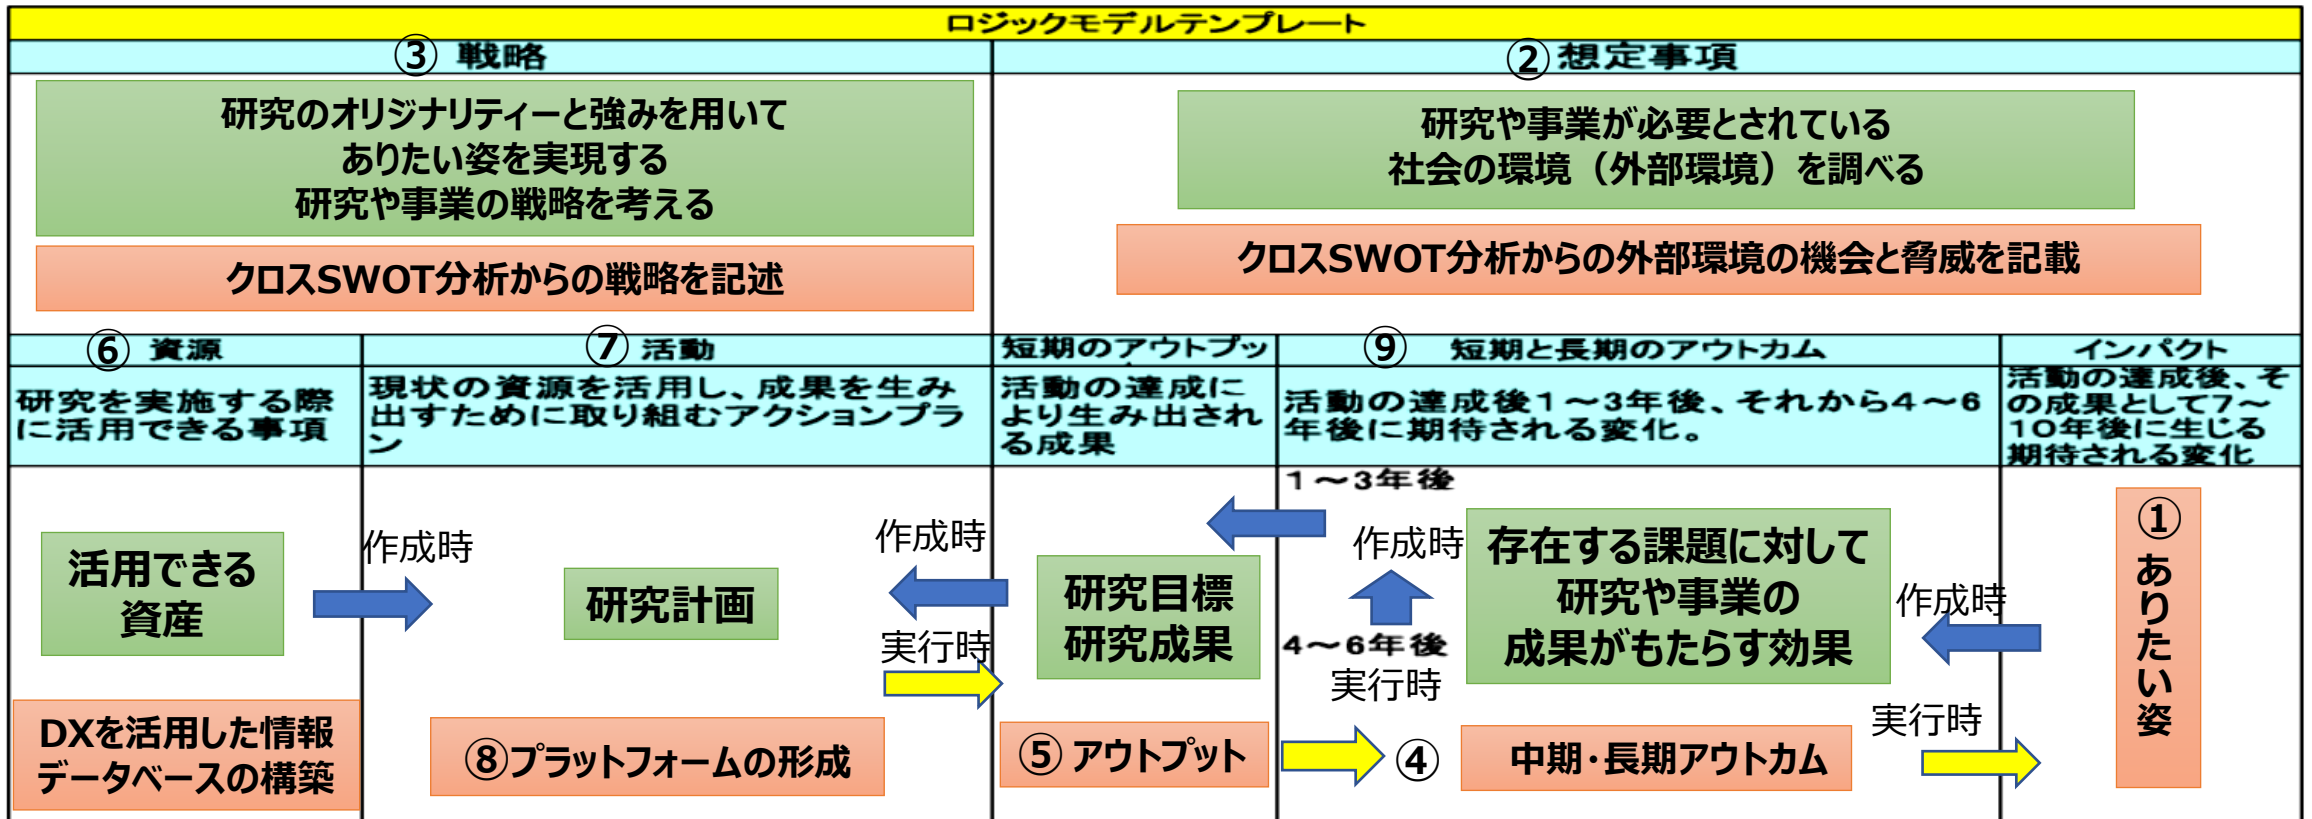 ロジックモデルテンプレート
③ 戦略
② 想定事項
研究のオリジナリティーと強みを用いて
ありたい姿を実現する
研究や事業の戦略を考える
クロスSWOT分析からの戦略を記述
研究や事業が必要とされている
社会の環境（外部環境）を調べる
クロスSWOT分析からの外部環境の機会と脅威を記載
⑥ 資源
⑦ 活動
短期のアウトプッ
⑨ 短期と長期のアウトカム
インパクト
研究を実施する際
に活用できる事項
現状の資源を活用し、成果を生み
出すために取り組むアクションプラ
ン
活動の達成に
より生み出され
る成果
活動の達成後1～3年後、それから4～6
年後に期待される変化。
活動の達成後、そ
の成果として7～
10年後に生じる
期待される変化
活用できる
資産
作成時
DXを活用した情報
データベースの構築
研究計画
作成時
実行時
⑧プラットフォームの形成
研究目標
研究成果
⑤ アウトプット
1～3年後
作成時
4～6年後
実行時
④
存在する課題に対して
研究や事業の
成果がもたらす効果
中期・長期アウトカム
作成時
実行時
①ありたい姿